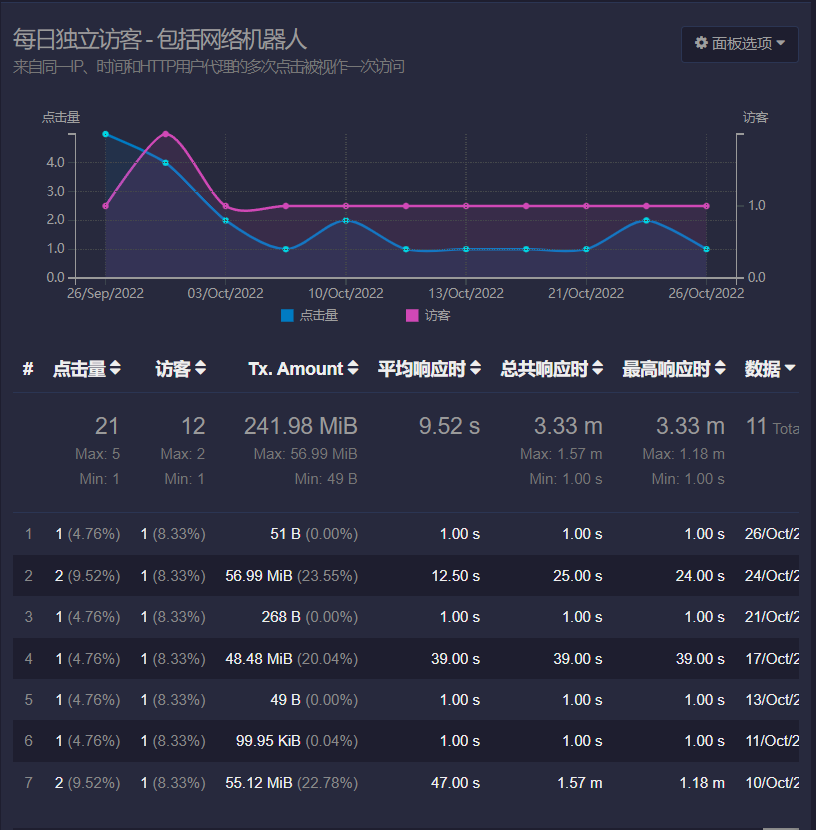 每日独立访客 - 包括网络机器人
面板选项
来自同一IP、时间和HTTP用户代理的多次点击被视作一次访问
点击量 访客
4.0
3.0
2.0 1.0
1.0
0.0 0.0
26/Sep/2022 03/Oct/2022 10/Oct/2022 13/Oct/2022 21/Oct/2022 26/Oct/2022
点击量 访客
# 点击量 访客 Tx. Amount 平均响应时 总共响应时 最高响应时 数据
21 12 241.98 MiB 9.52 s 3.33 m 3.33 m 11 Tota
Max: 5 Max: 2 Max: 56.99 MiB Max: 1.57 m Max: 1.18 m
Min: 1 Min: 1 Min: 49 B Min: 1.00 s Min: 1.00 s
1 1 (4.76%) 1 (8.33%) 51 B (0.00%) 1.00 s 1.00 s 1.00 s 26/Oct/2
2 2 (9.52%) 1 (8.33%) 56.99 MiB (23.55%) 12.50 s 25.00 s 24.00 s 24/Oct/2
3 1 (4.76%) 1 (8.33%) 268 B (0.00%) 1.00 s 1.00 s 1.00 s 21/Oct/2
4 1 (4.76%) 1 (8.33%) 48.48 MiB (20.04%) 39.00 s 39.00 s 39.00 s 17/Oct/2
5 1 (4.76%) 1 (8.33%) 49 B (0.00%) 1.00 s 1.00 s 1.00 s 13/Oct/2
6 1 (4.76%) 1 (8.33%) 99.95 KiB (0.04%) 1.00 s 1.00 s 1.00 s 11/Oct/2
7 2 (9.52%) 1 (8.33%) 55.12 MiB (22.78%) 47.00 s 1.57 m 1.18 m 10/Oct/2